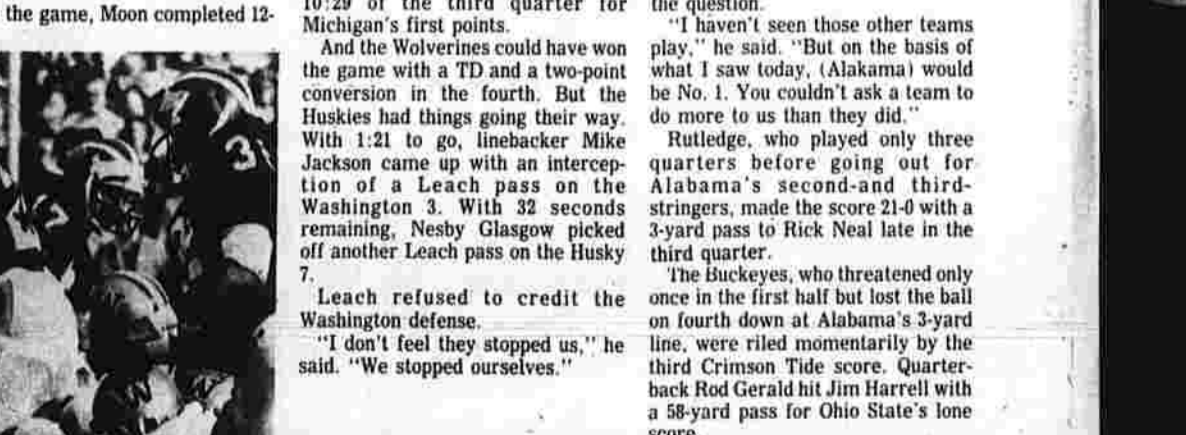 the game, Moon completed 12-
10:29 of the third quarter for
Michigan's first points.
And the Wolverines could have won
the game with a TD and a two-point
conversion in the fourth. But the
Huskies had things going their way.
With 1:21 to go, linebacker Mike
Jackson came up with an intercep-
tion of a Leach pass on the
Washington 3. With 32 seconds
remaining, Nesby Glasgow picked
off another Leach pass on the Husky
7.
Leach refused to credit the
Washington defense.
"I don't feel they stopped us," he
said. "We stopped ourselves."
the question.
"I haven't seen those other teams
play," he said. "But on the basis of
what I saw today, (Alakama) would
be No. 1. You couldn't ask a team to
do more to us than they did."
Rutledge, who played only three
quarters before going out for
Alabama's second-and third-
stringers, made the score 21-0 with a
3-yard pass to Rick Neal late in the
third quarter.
The Buckeyes, who threatened only
once in the first half but lost the ball
on fourth down at Alabama's 3-yard
line, were riled momentarily by the
third Crimson Tide score. Quarter-
back Rod Gerald hit Jim Harrell with
a 58-yard pass for Ohio State's lone
score.